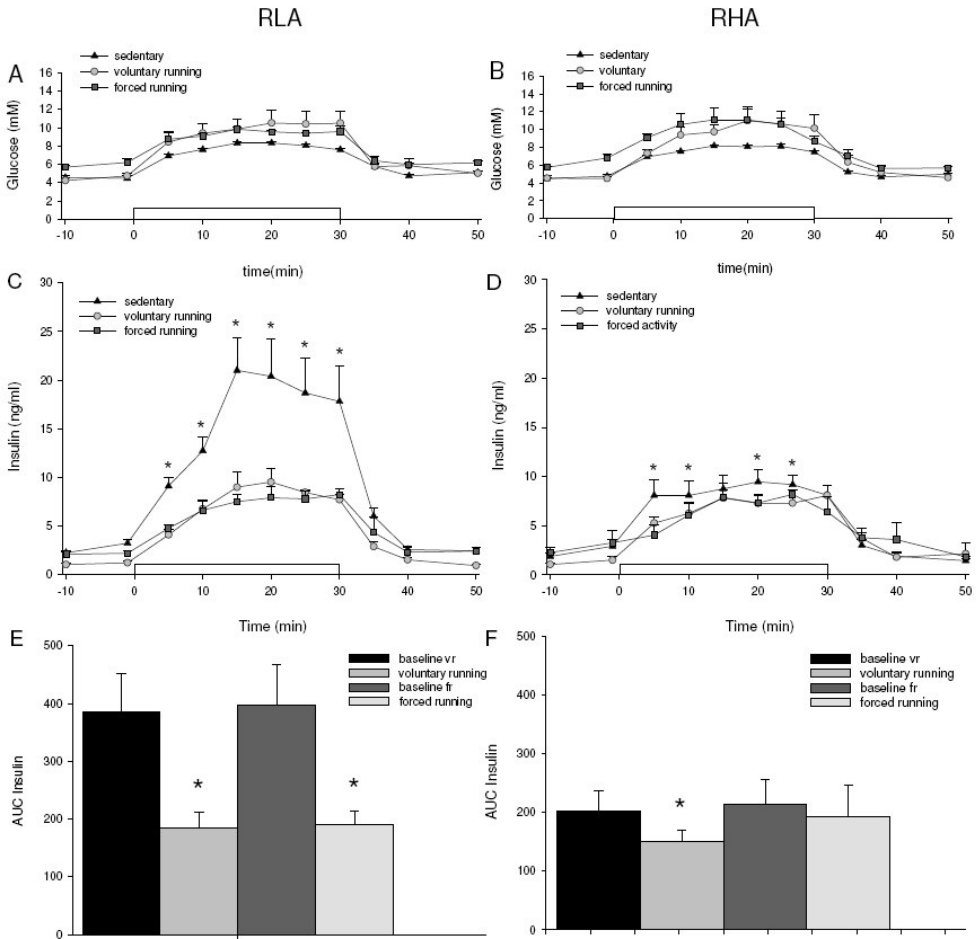 RLA
RHA
A
sedentary
voluntary running
forced running
Glucose (mM)
16
14
12
10
8
6
4
2
0
-10 0 10 20 30 40 50
time(min)
B
sedentary
voluntary
forced running
Glucose (mM)
16
14
12
10
8
6
4
2
0
-10 0 10 20 30 40 50
time(min)
C
sedentary
voluntary running
forced running
Insulin (ng/ml)
30
25
20
15
10
5
0
* * * * * *
-10 0 10 20 30 40 50
Time (min)
D
sedentary
voluntary running
forced activity
Insulin (ng/ml)
30
25
20
15
10
5
0
* * * *
-10 0 10 20 30 40 50
Time (min)
E
baseline vr
voluntary running
baseline fr
forced running
AUC Insulin
500
400
300
200
100
0
* *
F
baseline vr
voluntary running
baseline fr
forced running
AUC Insulin
500
400
300
200
100
0
*